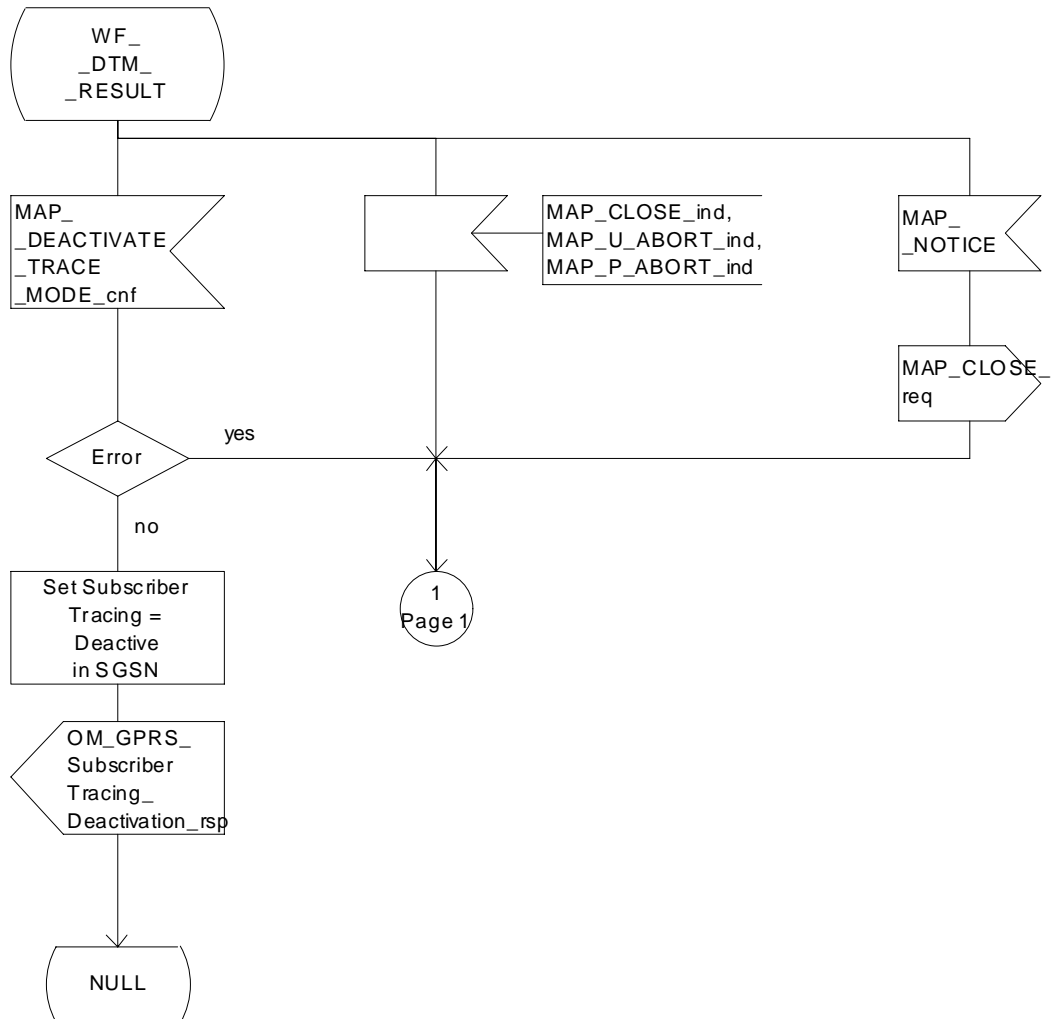 WF_
_DTM_
_RESULT
MAP_
_DEACTIVATE
_TRACE
_MODE_cnf
MAP_CLOSE_ind,
MAP_U_ABORT_ind,
MAP_P_ABORT_ind
MAP_
_NOTICE
MAP_CLOSE_
req
Error
yes
no
Set Subscriber
Tracing =
Deactive
in SGSN
1
Page 1
OM_GPRS_
Subscriber
Tracing_
Deactivation_rsp
NULL